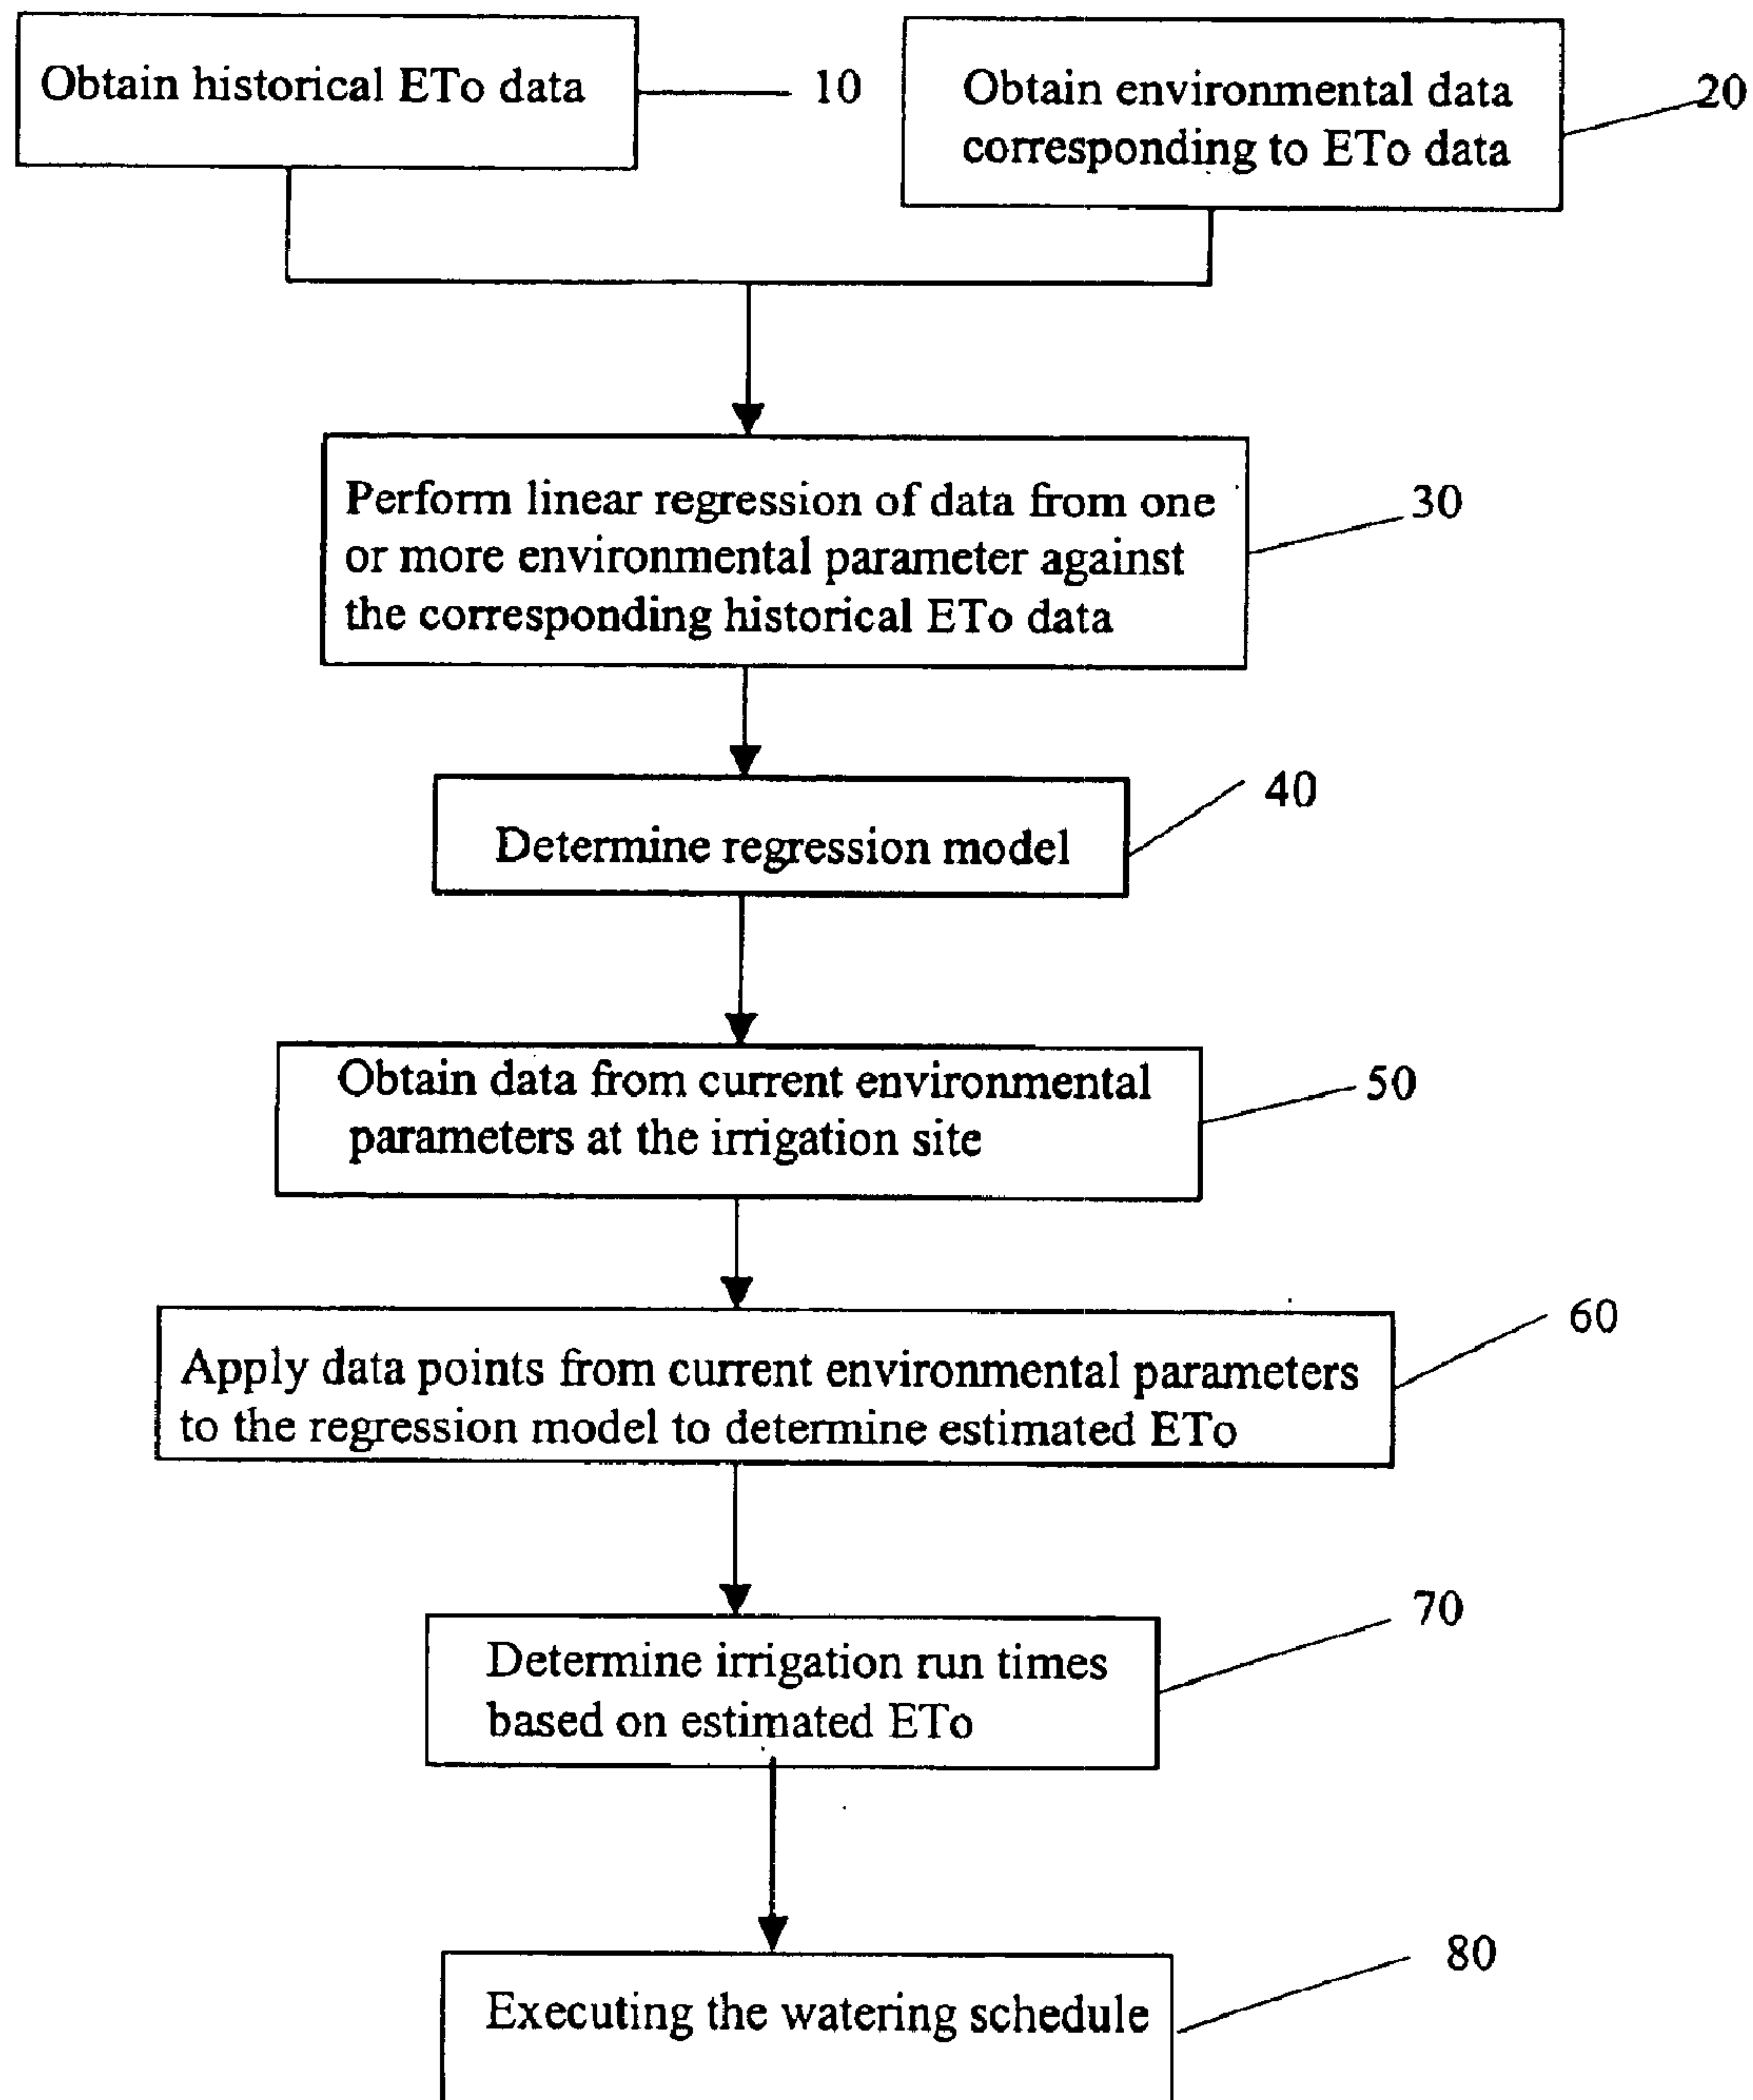 Obtain historical ETo data
10
Obtain environmental data
corresponding to ETo data
20
Perform linear regression of data from one
or more environmental parameter against
the corresponding historical ETo data
30
Determine regression model
40
Obtain data from current environmental
parameters at the irrigation site
50
Apply data points from current environmental parameters
to the regression model to determine estimated ETo
60
Determine irrigation run times
based on estimated ETo
70
Executing the watering schedule
80